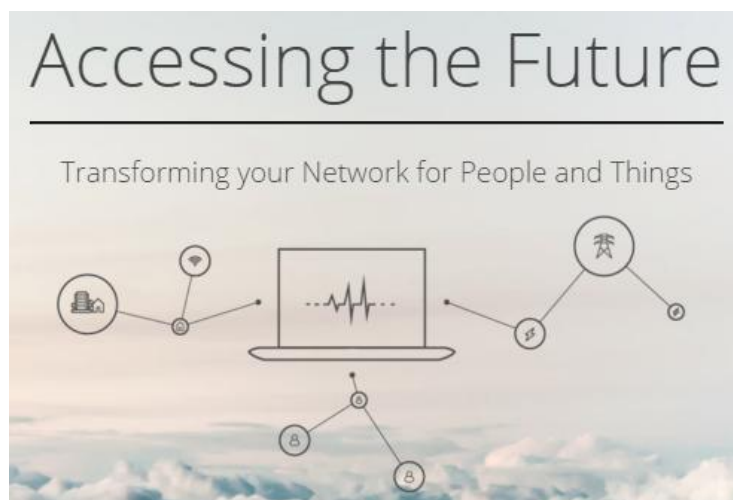 Accessing the Future
Transforming your Network for People and Things